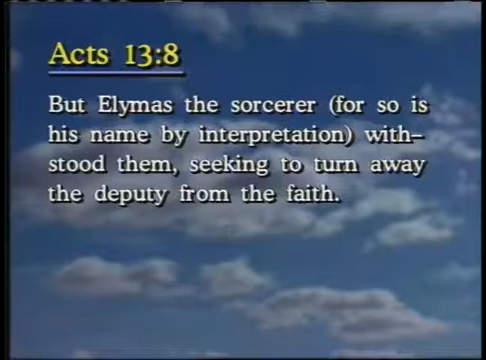 Acts 13:8
But Elymas the sorcerer (for so is
his name by interpretation) with-
stood them, seeking to turn away
the deputy from the faith.